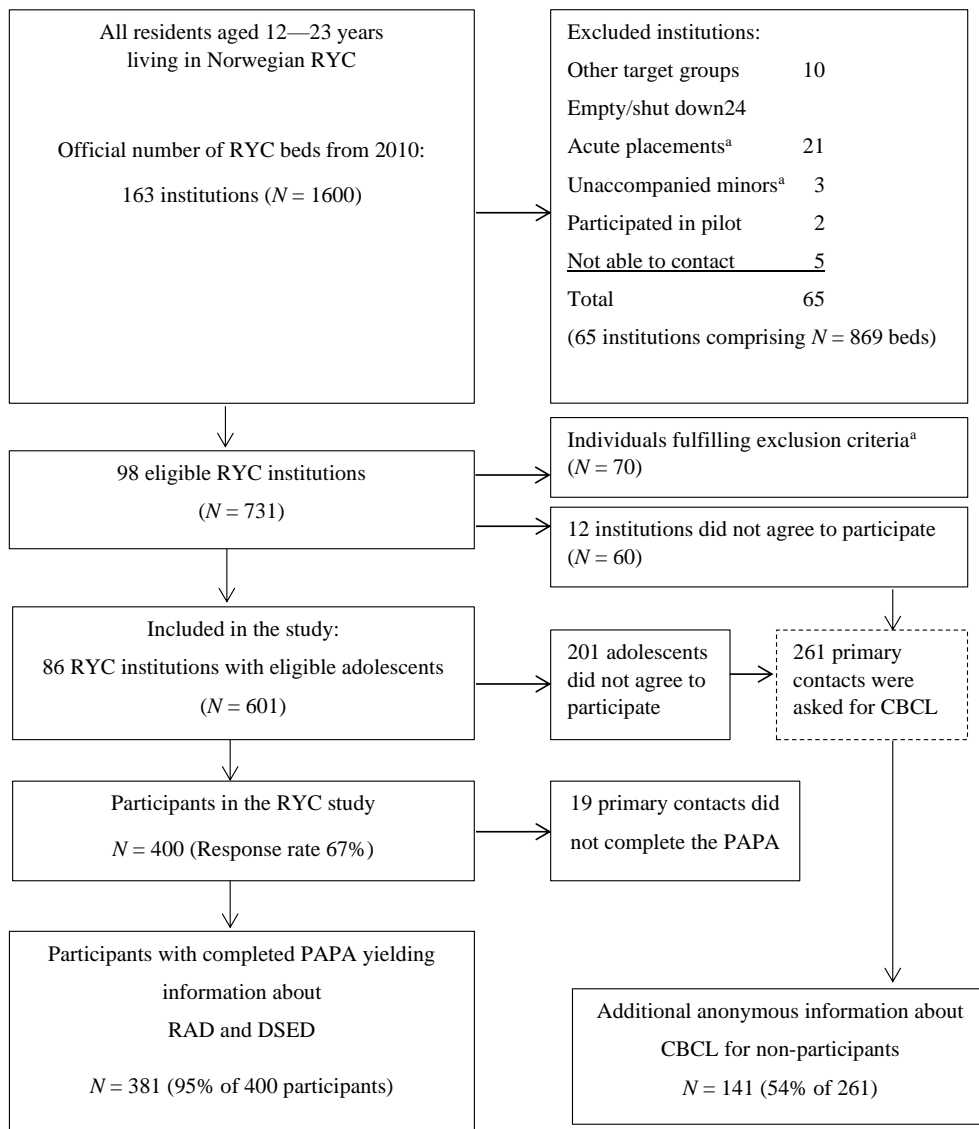 All residents aged 12—23 years
living in Norwegian RYC
Official number of RYC beds from 2010:
163 institutions (N = 1600)
Excluded institutions:
Other target groups 10
Empty/shut down24
Acute placementsᵃ 21
Unaccompanied minorsᵃ 3
Participated in pilot 2
Not able to contact 5
Total 65
(65 institutions comprising N = 869 beds)
98 eligible RYC institutions
(N = 731)
Individuals fulfilling exclusion criteriaᵃ
(N = 70)
12 institutions did not agree to participate
(N = 60)
Included in the study:
86 RYC institutions with eligible adolescents
(N = 601)
201 adolescents
did not agree to
participate
261 primary
contacts were
asked for CBCL
Participants in the RYC study
N = 400 (Response rate 67%)
19 primary contacts did
not complete the PAPA
Participants with completed PAPA yielding
information about
RAD and DSED
N = 381 (95% of 400 participants)
Additional anonymous information about
CBCL for non-participants
N = 141 (54% of 261)